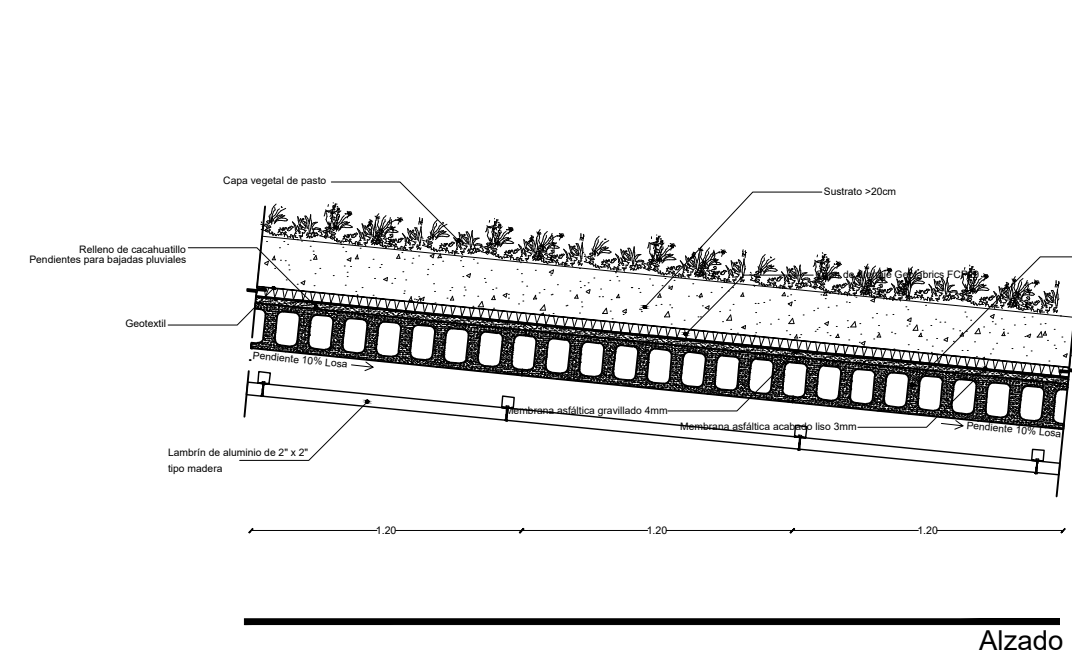 Capa vegetal de pasto
Sustrato >20cm
Relleno de cacahuatillo
Pendientes para bajadas pluviales
Geotextil
Pendiente 10% Losa
Membrana asfáltica gravillado 4mm
Membrana asfáltica acabado liso 3mm
Pendiente 10% Losa
Lambrín de aluminio de 2" x 2"
tipo madera
1.20
1.20
1.20
Alzado